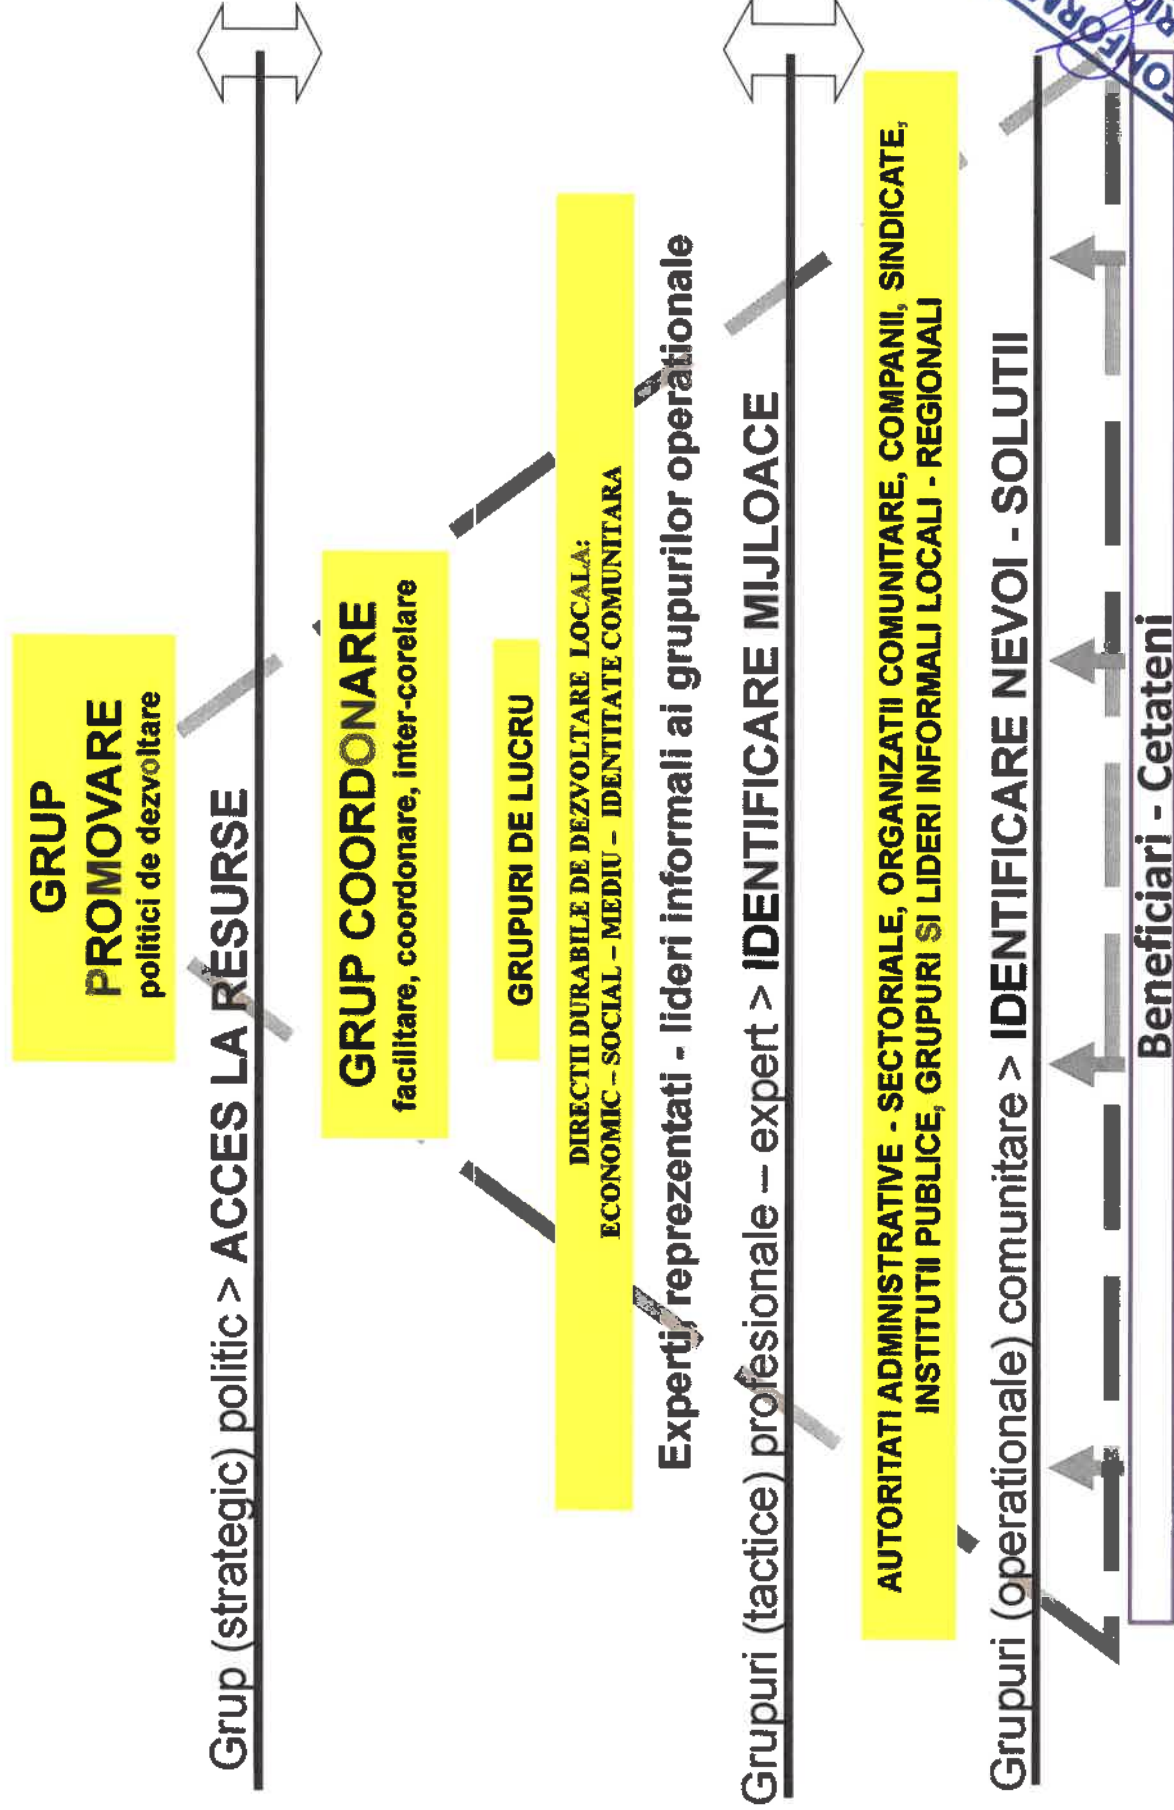 GRUP
PROMOVARE
politici de dezvoltare
Grup (strategic) politic > ACCES LA RESURSE
GRUP COORDONARE
facilitare, coordonare, inter-corelare
GRUPURI DE LUCRU
DIRECTII DURABILE DE DEZVOLTARE LOCALA:
ECONOMIC – SOCIAL – MEDIU – IDENTITATE COMUNITARA
Experti, reprezentati - lideri informali ai grupurilor operationale
Grupuri (tactice) profesionale – expert > IDENTIFICARE MIJLOACE
AUTORITATI ADMINISTRATIVE - SECTORIALE, ORGANIZATII COMUNITARE, COMPANII, SINDICATE,
INSTITUTII PUBLICE, GRUPURI SI LIDERI INFORMALI LOCALI - REGIONALI
Grupuri (operationale) comunitare > IDENTIFICARE NEVOI - SOLUTII
Beneficiari - Cetateni